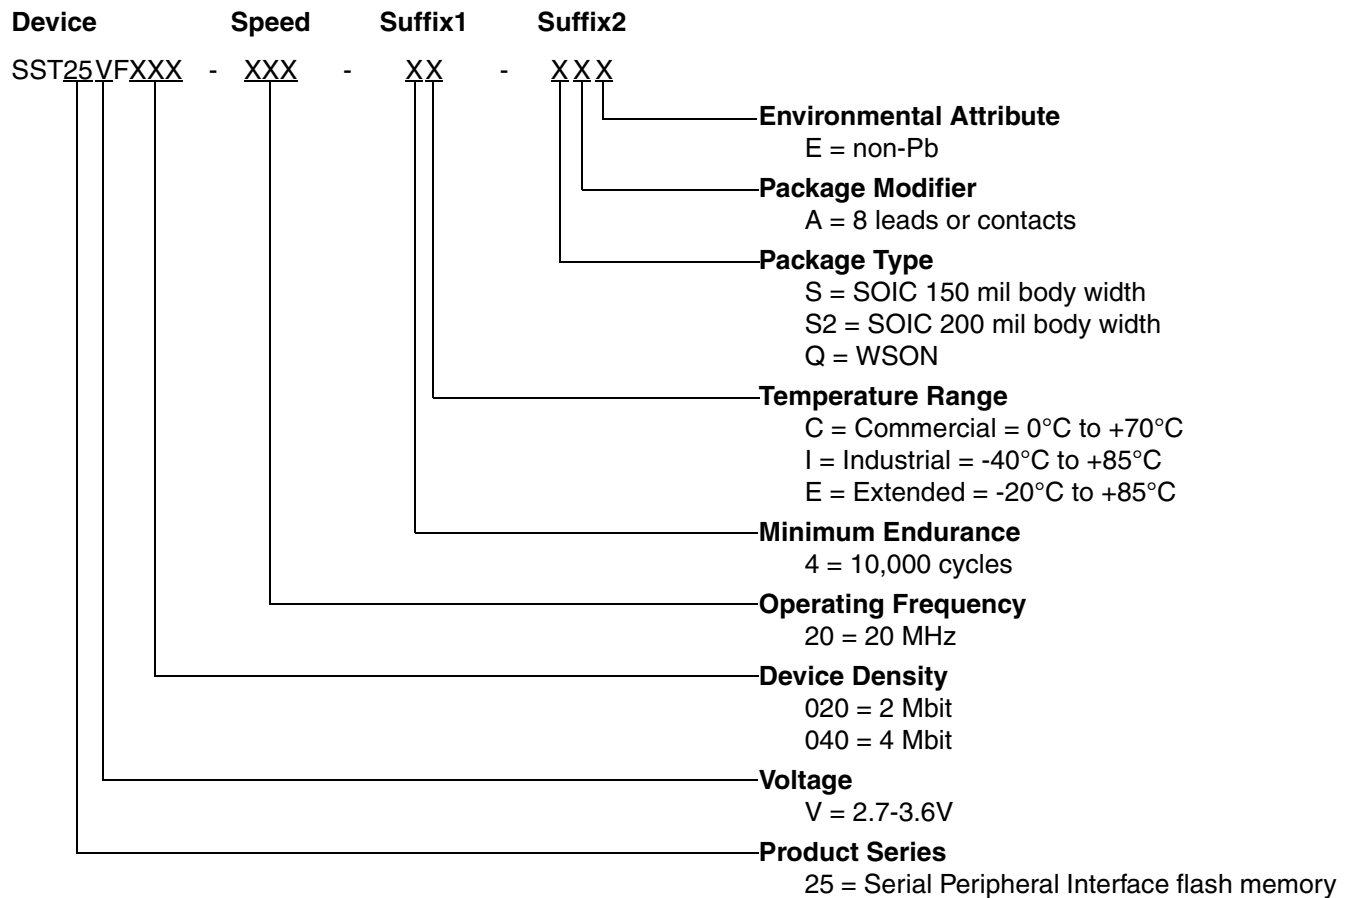 Device Speed Suffix1 Suffix2
SST25VFXXX - XXX - XX - XXX
Environmental Attribute
E = non-Pb
Package Modifier
A = 8 leads or contacts
Package Type
S = SOIC 150 mil body width
S2 = SOIC 200 mil body width
Q = WSON
Temperature Range
C = Commercial = 0°C to +70°C
I = Industrial = -40°C to +85°C
E = Extended = -20°C to +85°C
Minimum Endurance
4 = 10,000 cycles
Operating Frequency
20 = 20 MHz
Device Density
020 = 2 Mbit
040 = 4 Mbit
Voltage
V = 2.7-3.6V
Product Series
25 = Serial Peripheral Interface flash memory